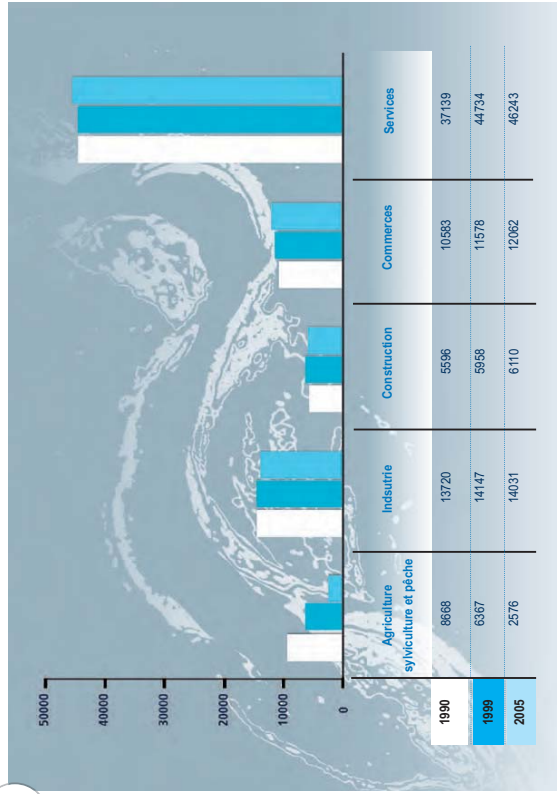 50000
40000
30000
20000
10000
0
Agriculture sylviculture et pêche Indsutrie Construction Commerces Services
1990 8668 13720 5596 10583 37139
1999 6367 14147 5958 11578 44734
2005 2576 14031 6110 12062 46243